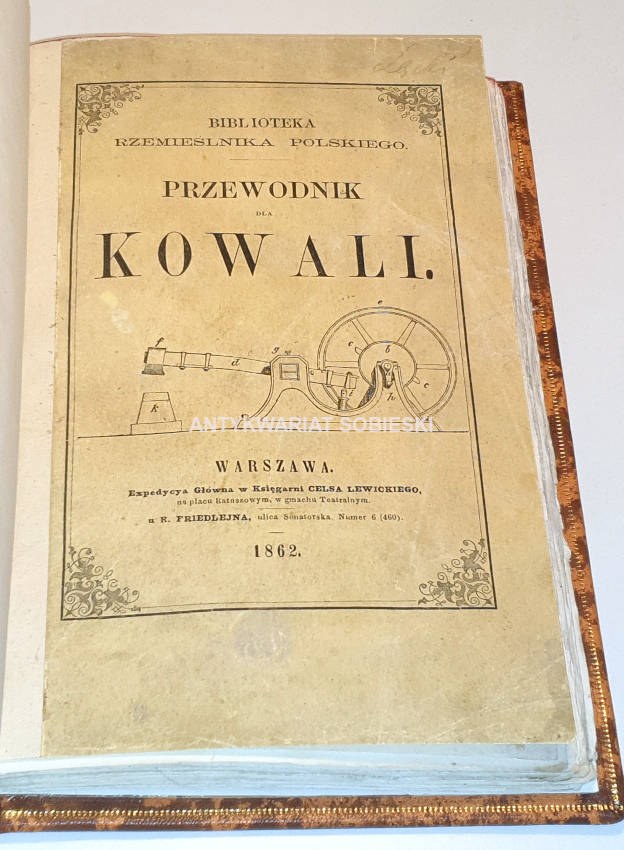 BIBLIOTEKA
RZEMIEŚLNIKA POLSKIEGO.
PRZEWODNIK
DLA
KOWALI.
e
f
g
c
b
d
i
h
c
k
ANTYKWARIAT SOBIESKI
WARSZAWA.
Expedycya Główna w Księgarni CELSA LEWICKIEGO,
na placu Ratuszowym, w gmachu Teatralnym.
u R. FRIEDLEJNA, ulica Senatorska. Numer 6 (460).
1862.